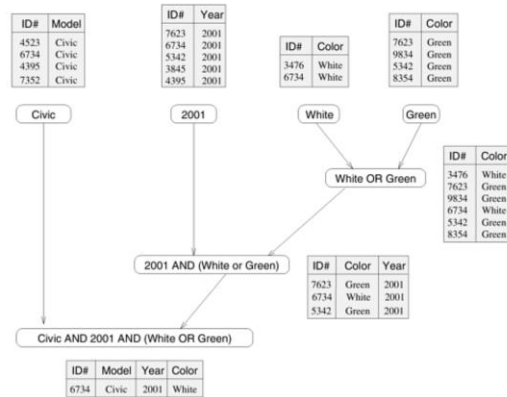 ID# Model
4523 Civic
6734 Civic
4395 Civic
7352 Civic
ID# Year
7623 2001
6734 2001
5342 2001
3845 2001
4395 2001
ID# Color
3476 White
6734 White
ID# Color
7623 Green
9834 Green
5342 Green
8354 Green
Civic
2001
White
Green
White OR Green
ID# Color
3476 White
7623 Green
9834 Green
6734 White
5342 Green
8354 Green
2001 AND (White or Green)
ID# Color Year
7623 Green 2001
6734 White 2001
5342 Green 2001
Civic AND 2001 AND (White OR Green)
ID# Model Year Color
6734 Civic 2001 White